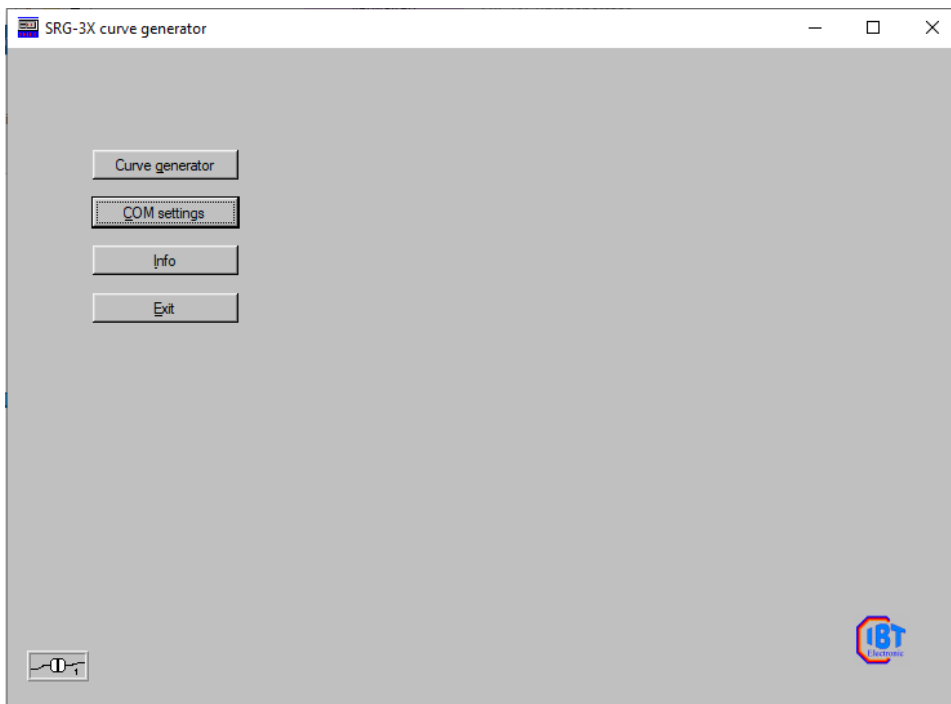 SRG-3X curve generator
Curve generator
COM settings
Info
Exit
IBT
Electronic
1